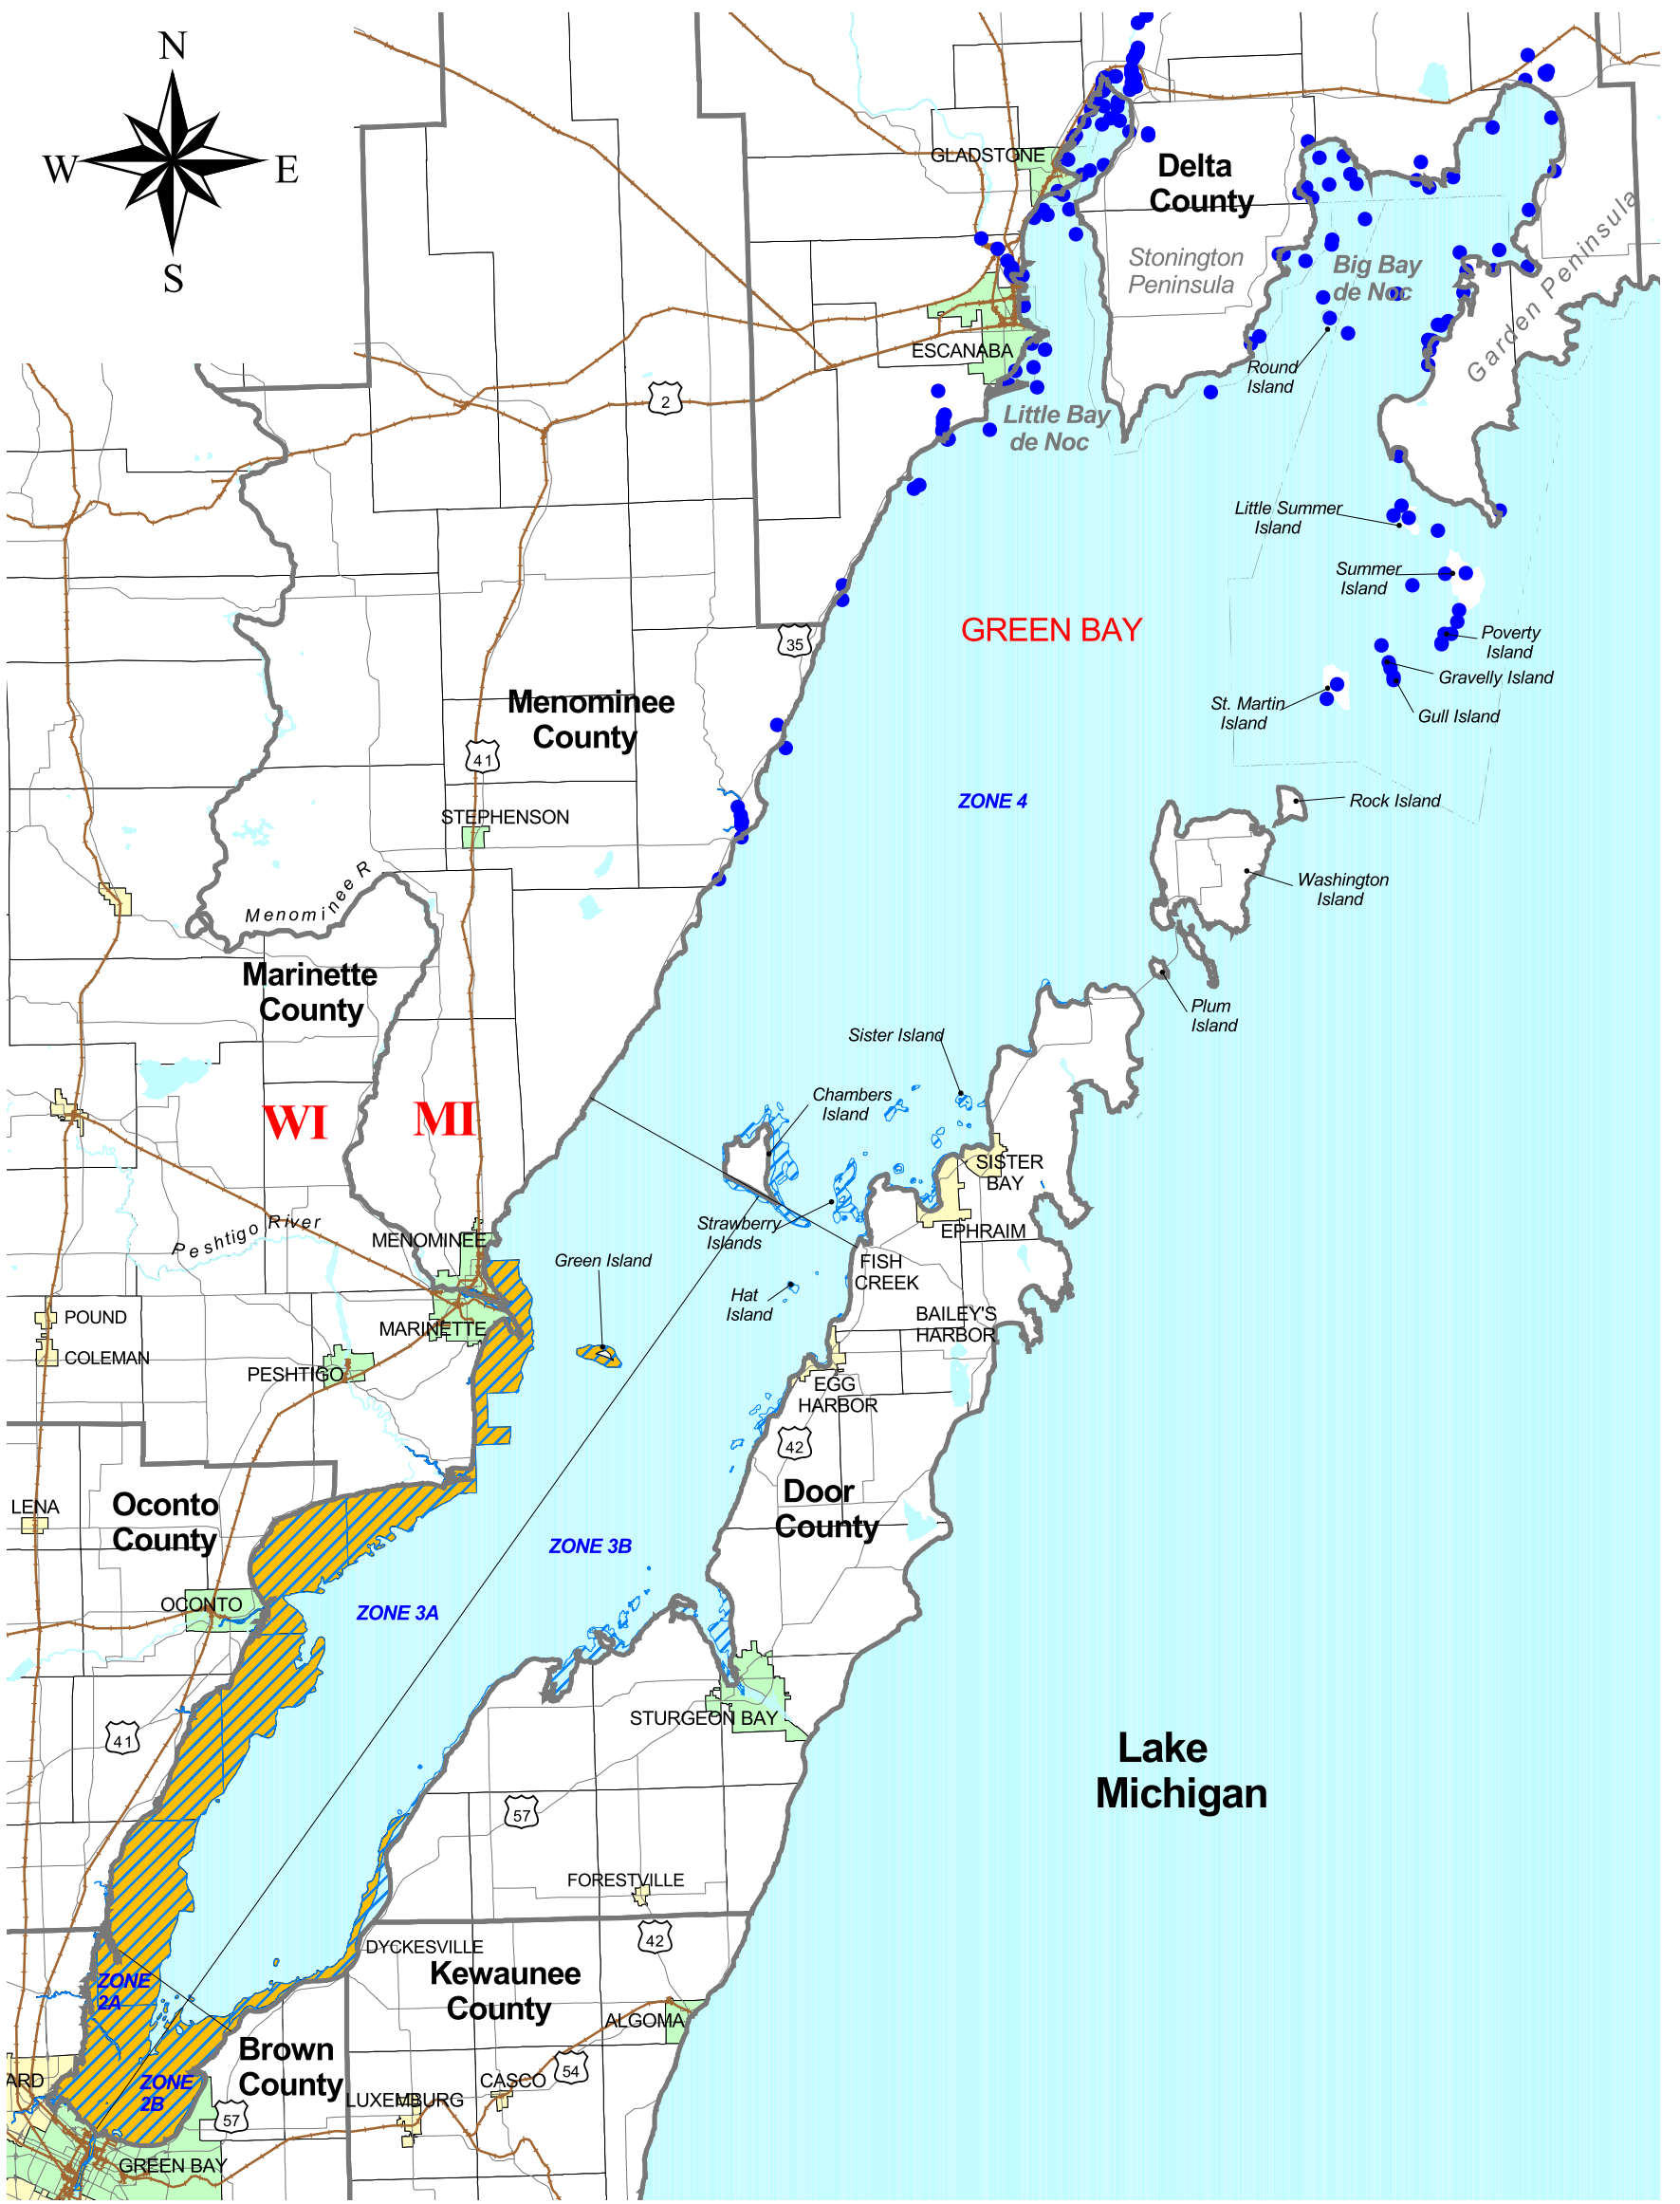 N
W
E
S
GLADSTONE
Delta
County
Stonington
Peninsula
Big Bay
de Noc
Garden Peninsula
ESCANABA
Round
Island
2
Little Bay
de Noc
Little Summer
Island
Summer
Island
35
GREEN BAY
Poverty
Island
Gravelly Island
St. Martin
Island
Gull Island
Menominee
County
41
ZONE 4
Rock Island
STEPHENSON
Menominee R
Washington
Island
Marinette
County
Plum
Island
Sister Island
Chambers
Island
WI
MI
SISTER
BAY
Peshtigo River
Strawberry
Islands
EPHRAIM
MENOMINEE
Green Island
FISH
CREEK
Hat
Island
POUND
MARINETTE
BAILEY'S
HARBOR
COLEMAN
PESHTIGO
EGG
HARBOR
42
LENA
Oconto
County
Door
County
ZONE 3B
OCONTO
ZONE 3A
STURGEON BAY
41
Lake
Michigan
57
FORESTVILLE
42
DYCKESVILLE
Kewaunee
County
ZONE
2A
ALGOMA
Brown
County
54
ARD
ZONE
2B
CASCO
LUXEMBURG
57
GREEN BAY